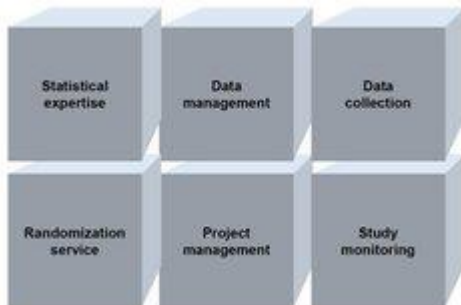 Statistical
expertise
Data
management
Data
collection
Randomization
service
Project
management
Study
monitoring